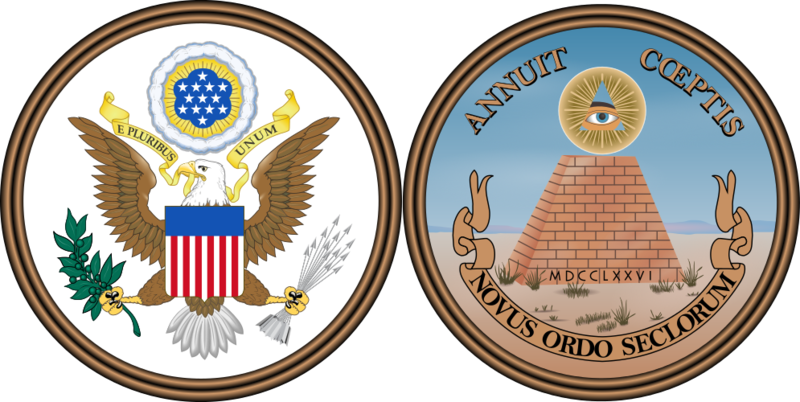 E PLURIBUS UNUM
ANNUIT CŒPTIS
MDCCLXXVI
NOVUS ORDO SECLORUM